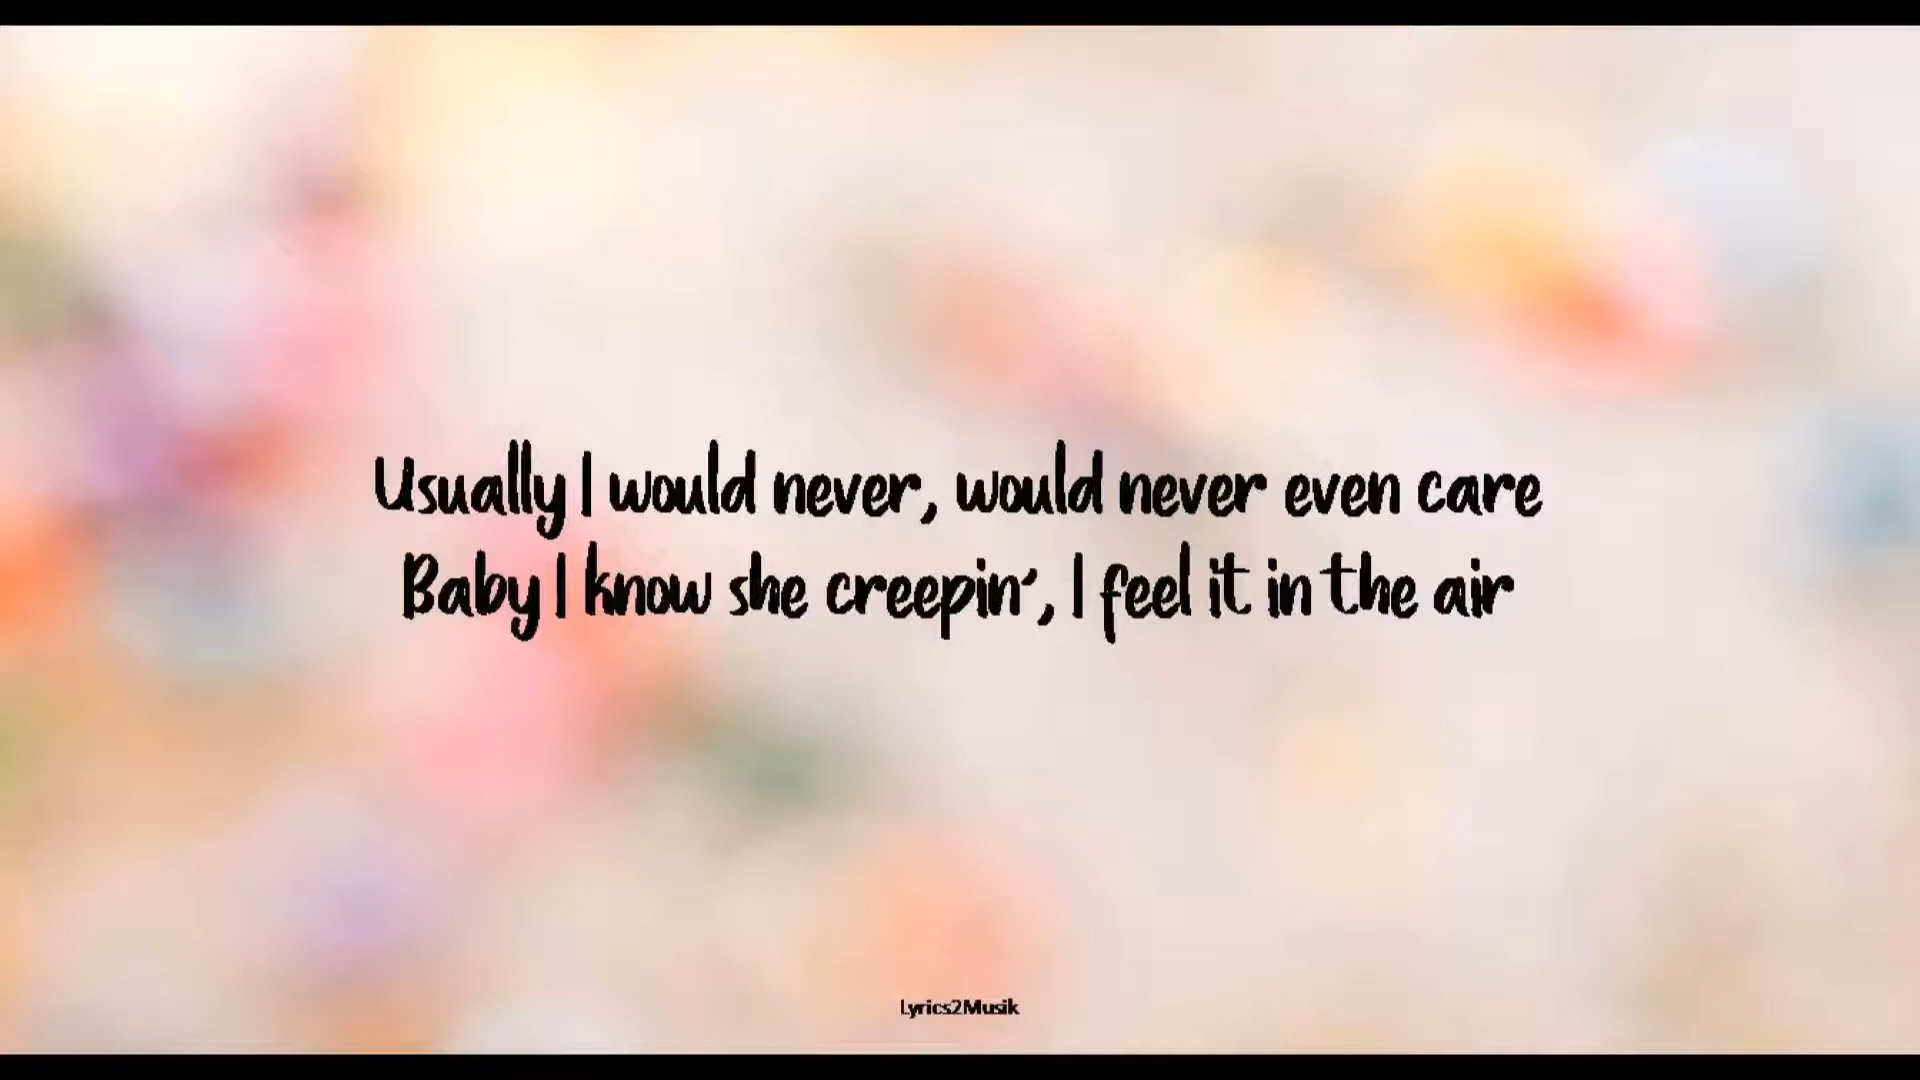 Usually I would never, would never even care
Baby I know she creepin', I feel it in the air
Lyrics2Musik